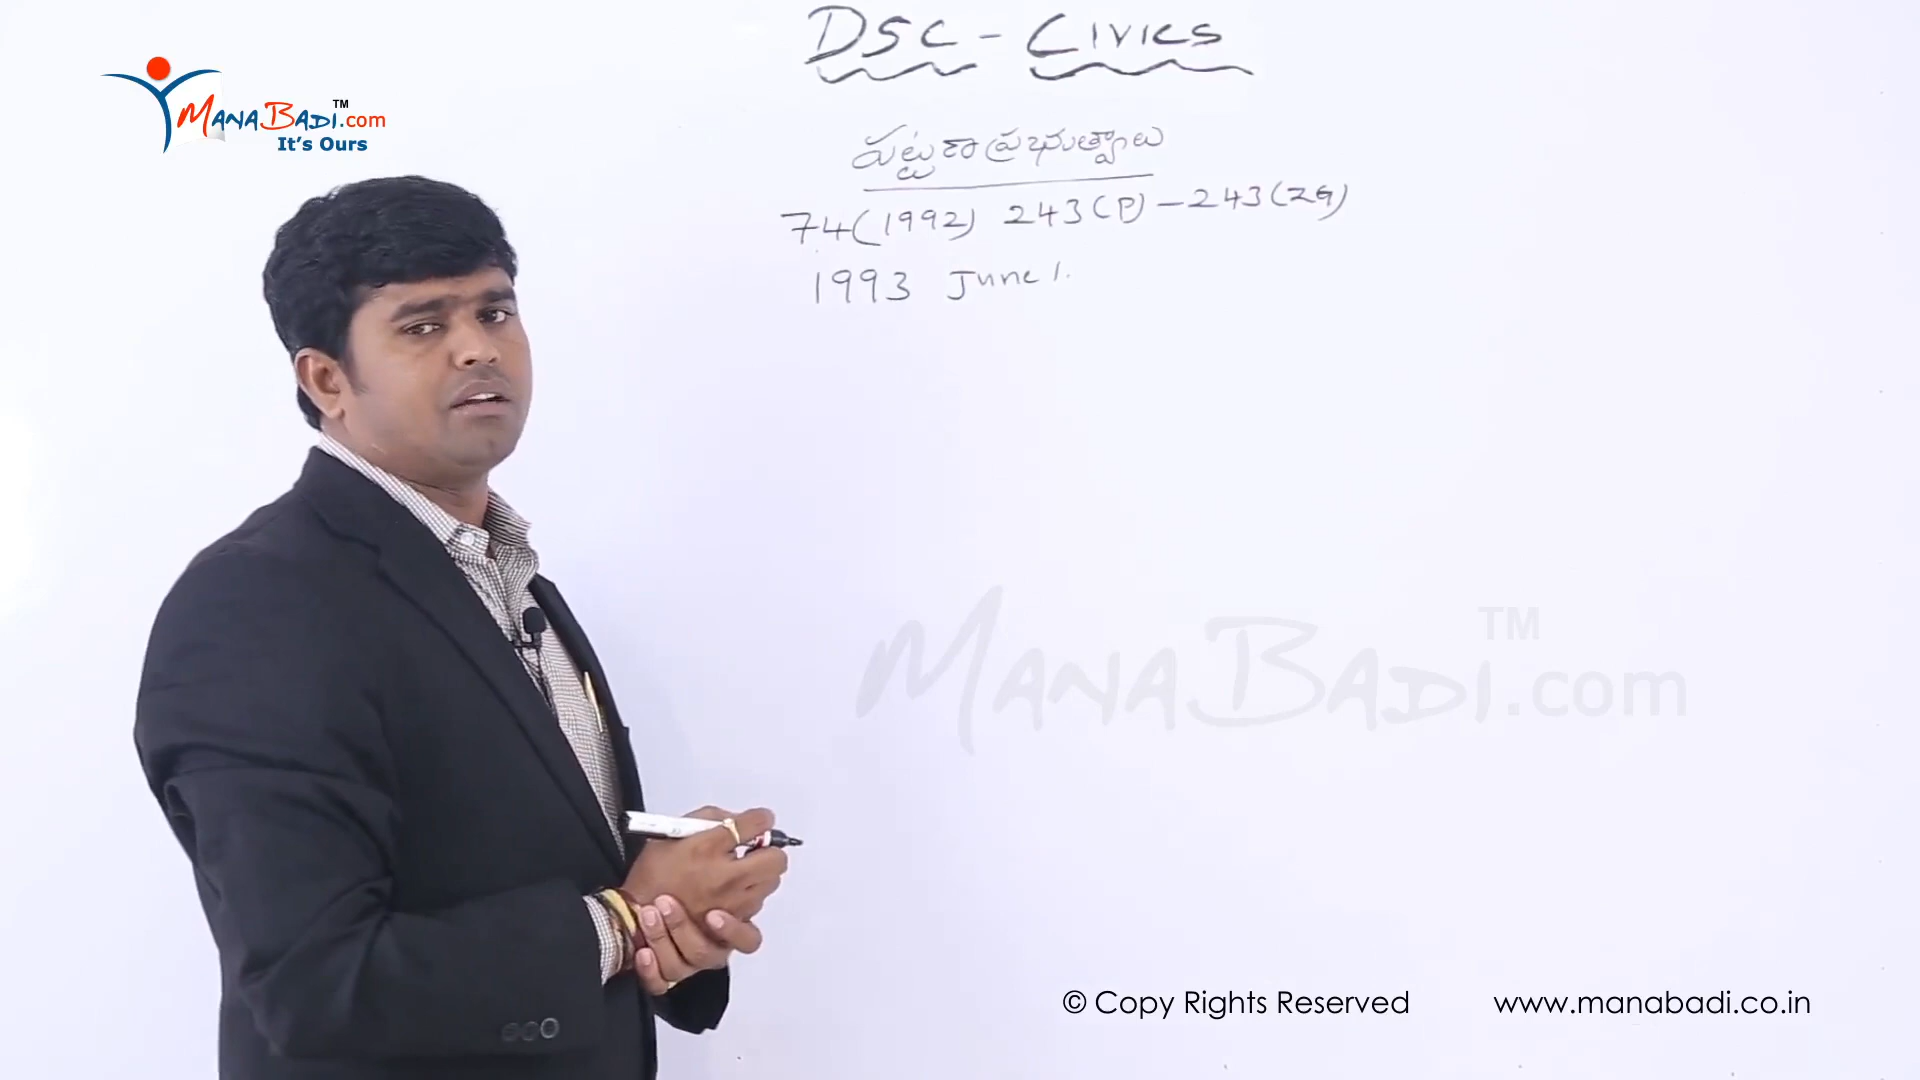 DSC - CIVICS
MANABADI.com TM
It's Ours
పట్టణ ప్రభుత్వాలు
74(1992) 243(P) - 243(ZG)
1993 June 1.
MANABADI.com TM
© Copy Rights Reserved www.manabadi.co.in